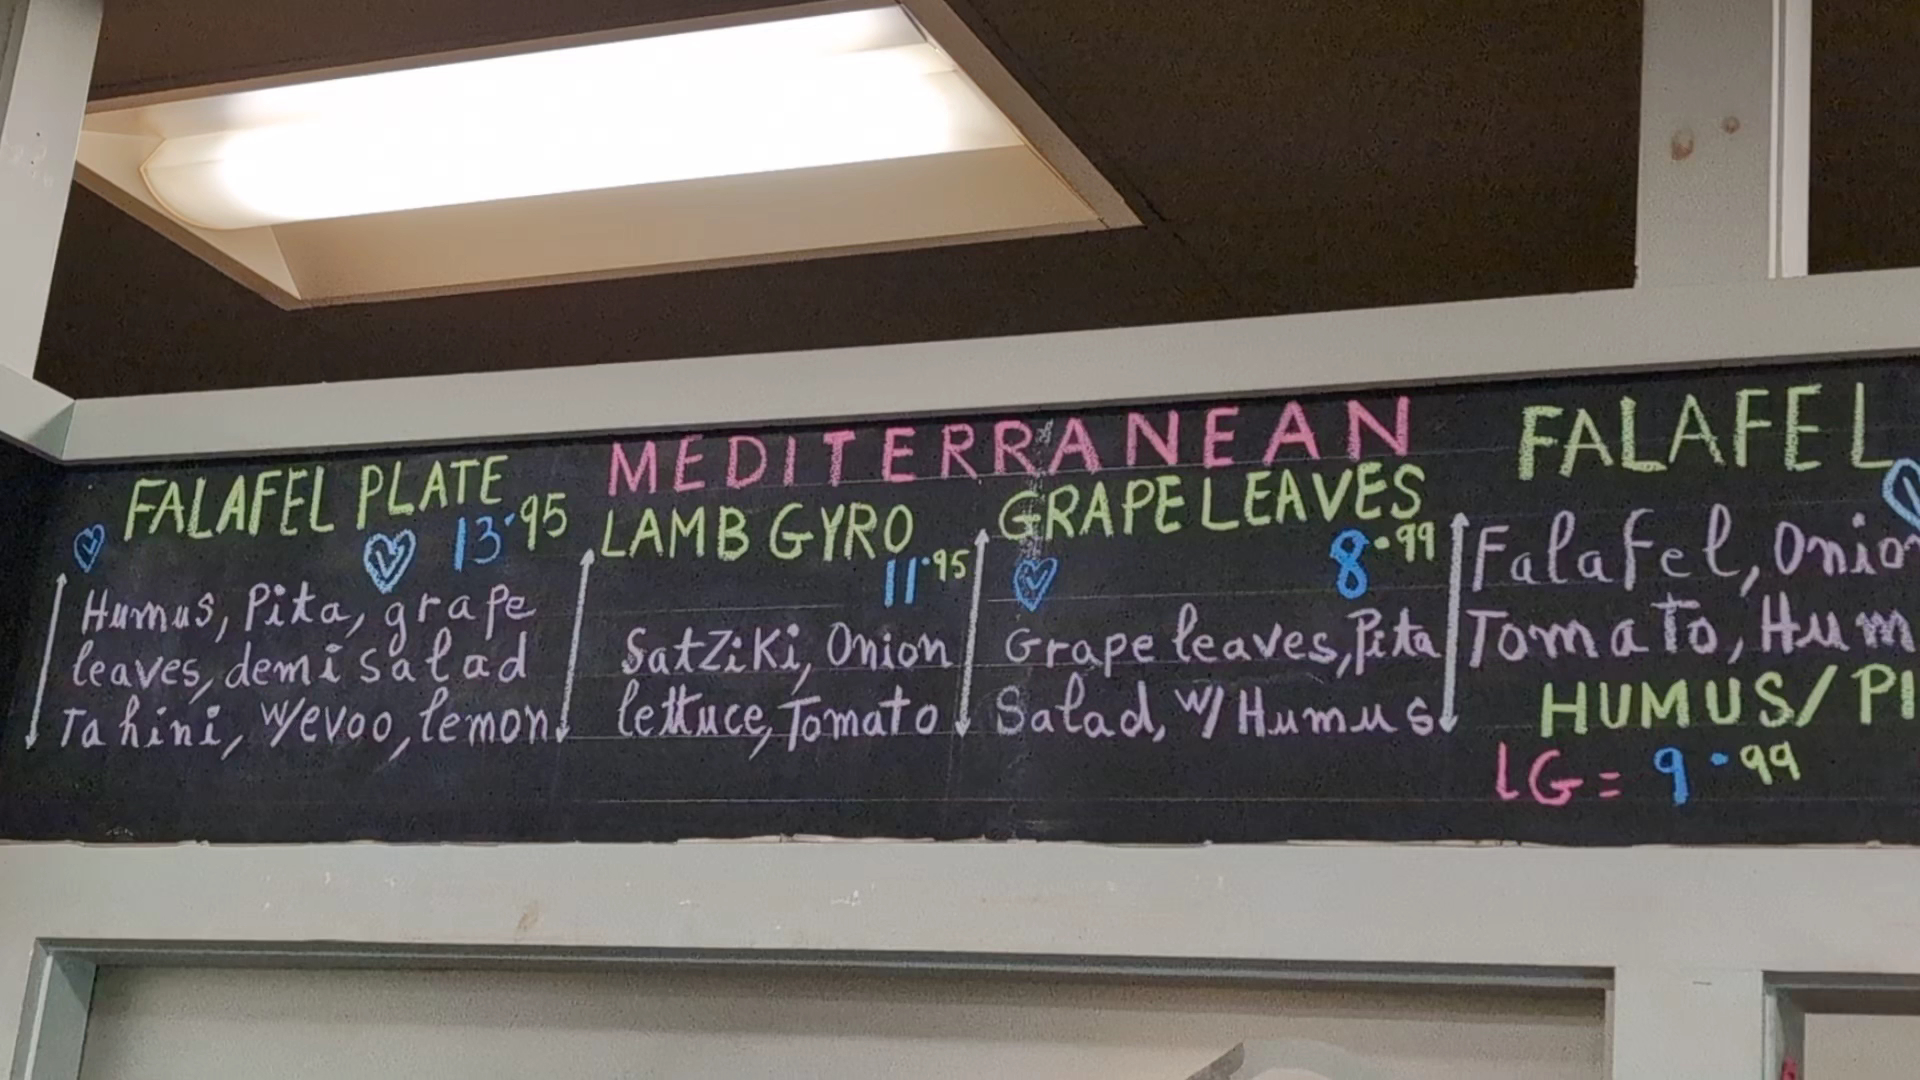 MEDITERRANEAN
FALAFEL PLATE
13.95
Humus, Pita, grape
leaves, demi salad
Tahini, w/evoo, lemon
LAMB GYRO
11.95
SatZiKi, Onion
lettuce, Tomato
GRAPE LEAVES
8.99
Grape leaves, Pita
Salad, w/ Humus
FALAFEL
Falafel, Onion
Tomato, Hum
HUMUS/ PI
LG = 9.99